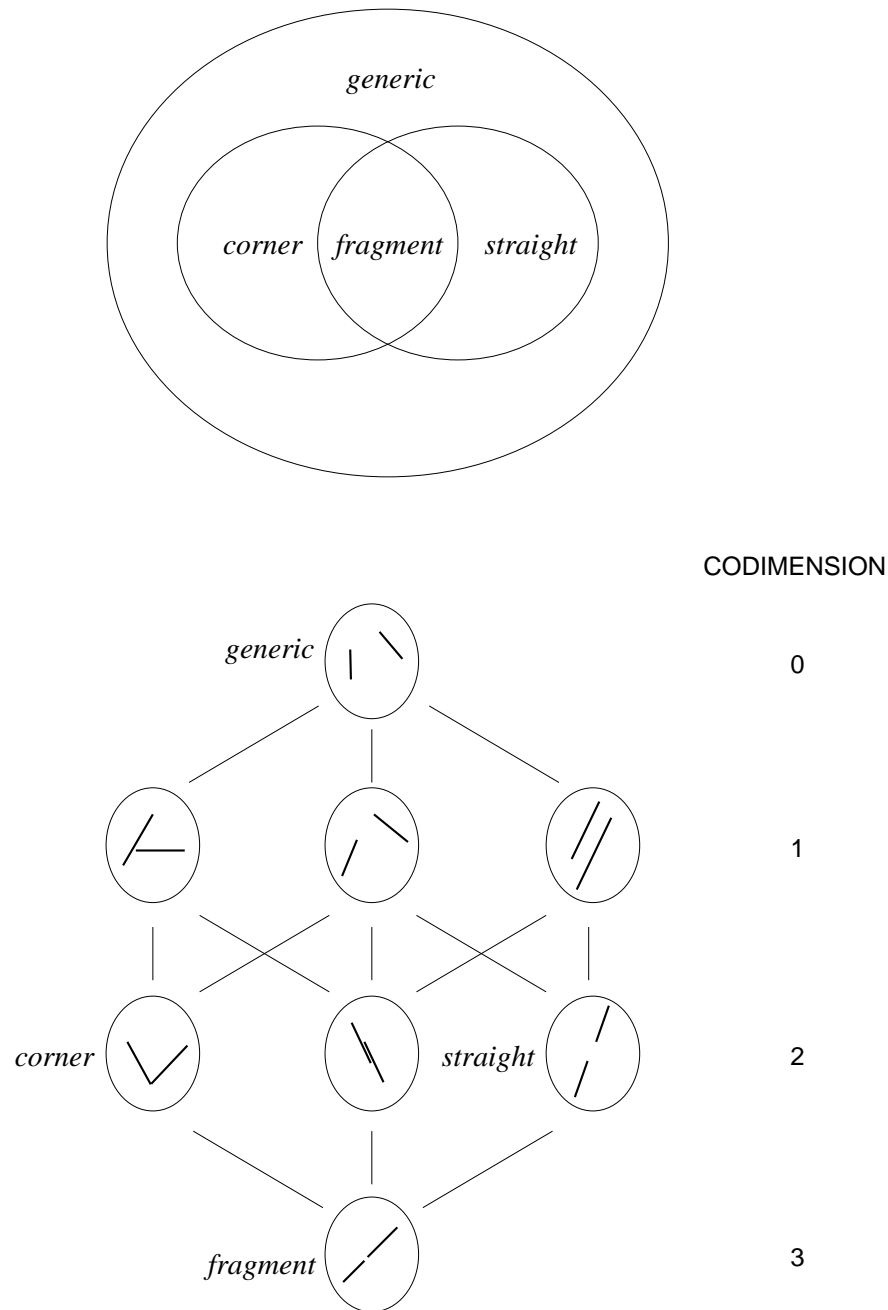 generic
corner fragment straight
CODIMENSION
generic 0
1
corner straight 2
fragment 3